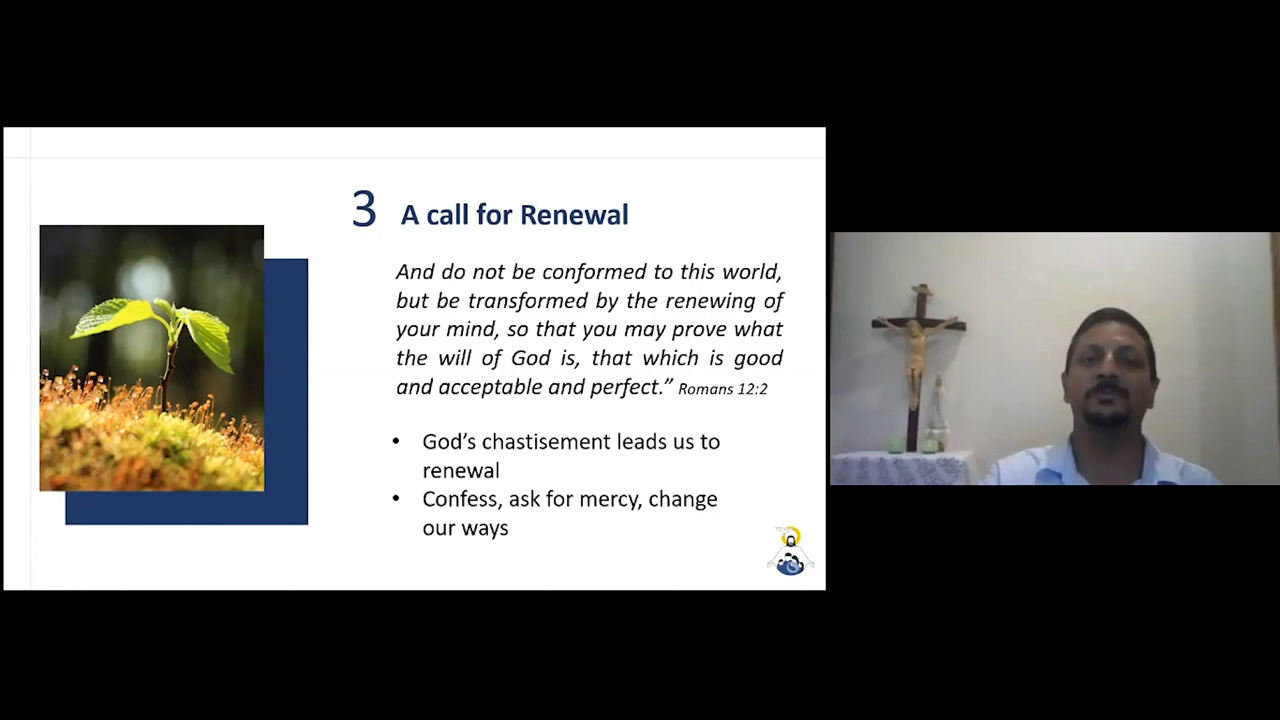 3 A call for Renewal
And do not be conformed to this world,
but be transformed by the renewing of
your mind, so that you may prove what
the will of God is, that which is good
and acceptable and perfect.” Romans 12:2
• God’s chastisement leads us to
renewal
• Confess, ask for mercy, change
our ways